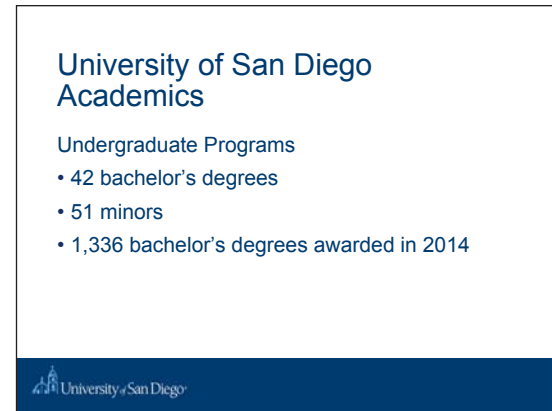 University of San Diego
Academics
Undergraduate Programs
• 42 bachelor’s degrees
• 51 minors
• 1,336 bachelor’s degrees awarded in 2014
University of San Diego